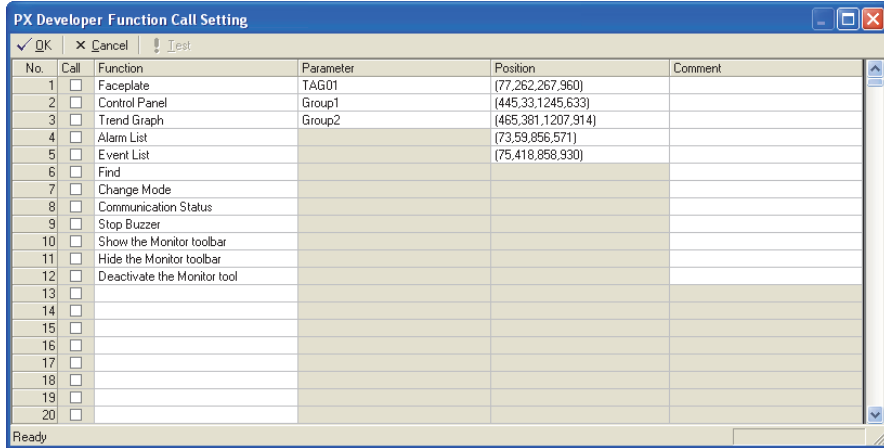 PX Developer Function Call Setting
OK Cancel Test
No. Call Function Parameter Position Comment
1 Faceplate TAG01 (77,262,267,960)
2 Control Panel Group1 (445,33,1245,633)
3 Trend Graph Group2 (465,381,1207,914)
4 Alarm List (73,59,856,571)
5 Event List (75,418,858,930)
6 Find
7 Change Mode
8 Communication Status
9 Stop Buzzer
10 Show the Monitor toolbar
11 Hide the Monitor toolbar
12 Deactivate the Monitor tool
13
14
15
16
17
18
19
20
Ready